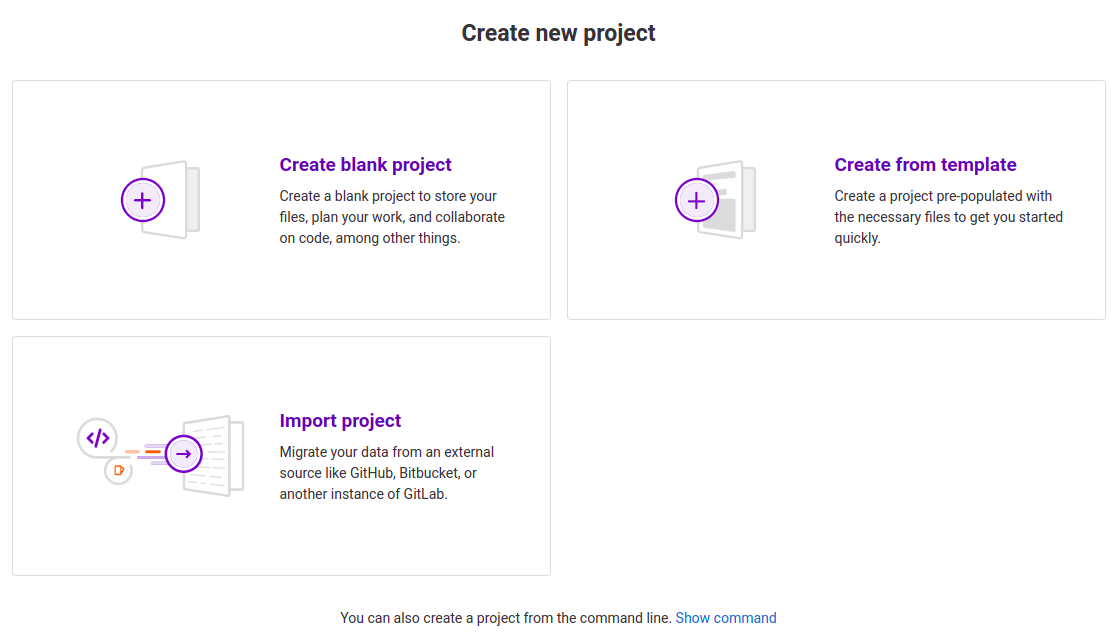 Create new project
Create blank project
Create a blank project to store your
files, plan your work, and collaborate
on code, among other things.
Create from template
Create a project pre-populated with
the necessary files to get you started
quickly.
Import project
Migrate your data from an external
source like GitHub, Bitbucket, or
another instance of GitLab.
You can also create a project from the command line. Show command